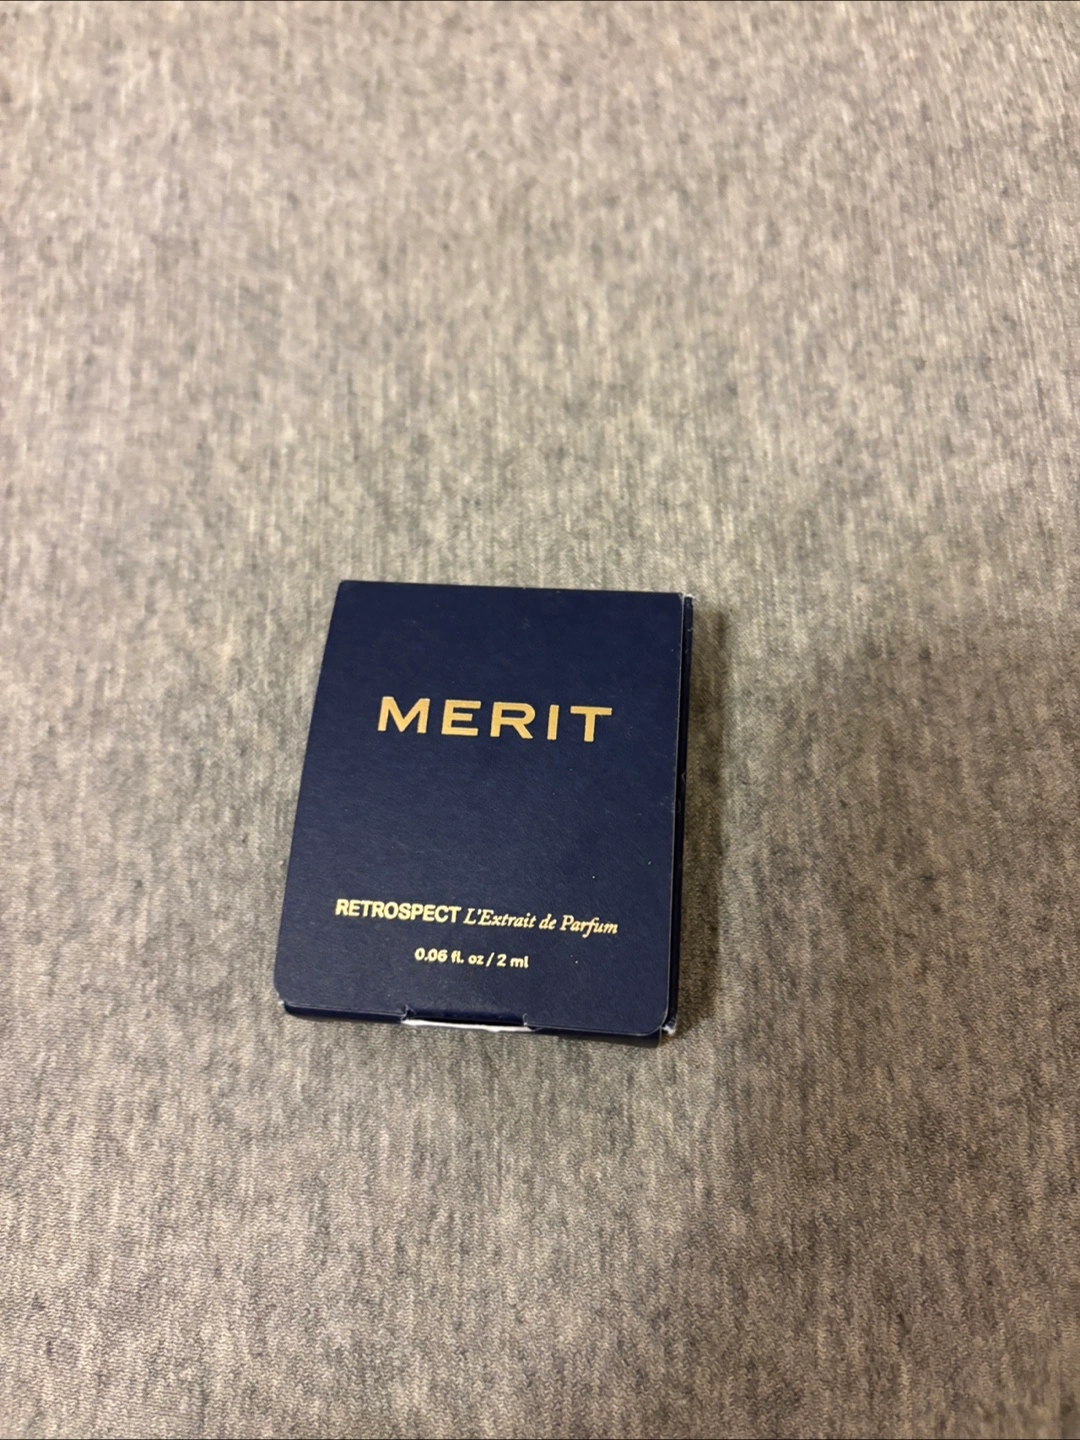 MERIT
RETROSPECT L'Extrait de Parfum
0.06 fl. oz / 2 ml